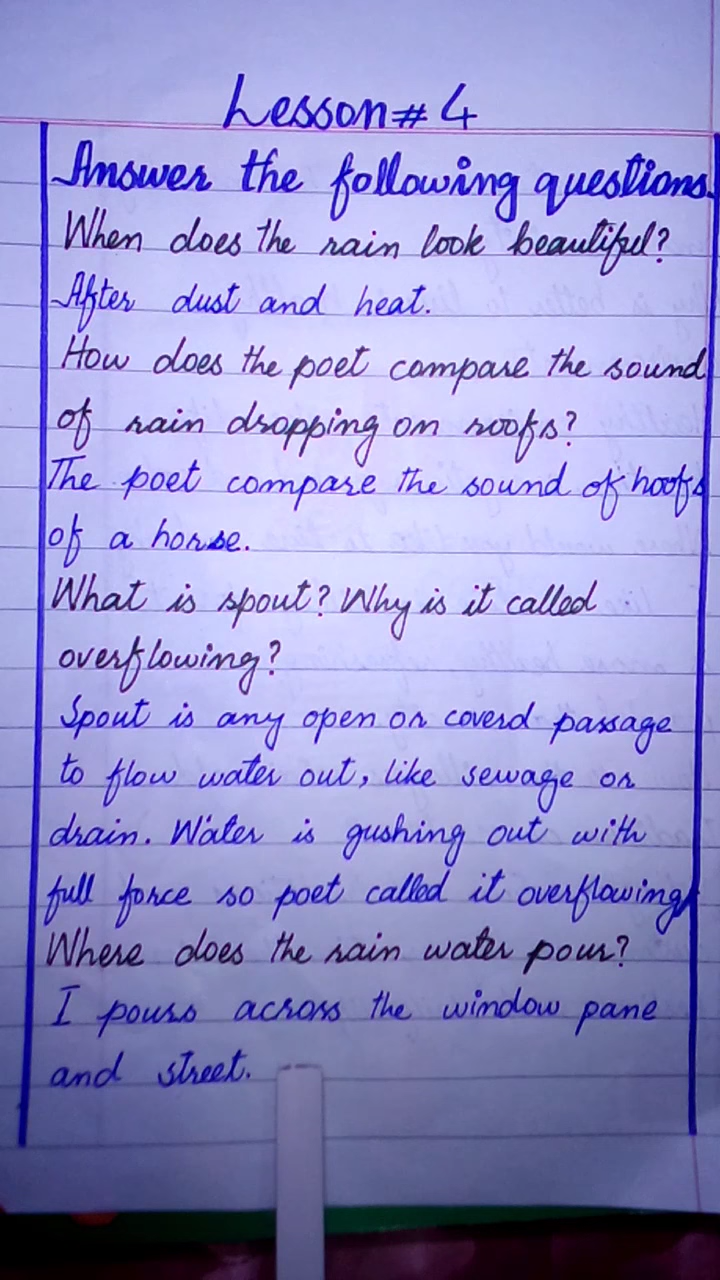 Lesson # 4
Answer the following questions.
When does the rain look beautiful?
After dust and heat.
How does the poet compare the sound
of rain dropping on roofs?
The poet compare the sound of hoofs
of a horse.
What is spout? Why is it called
overflowing?
Spout is any open or coverd passage
to flow water out, like sewage or
drain. Water is gushing out with
full force so poet called it overflowing
Where does the rain water pour?
I pours across the window pane
and street.